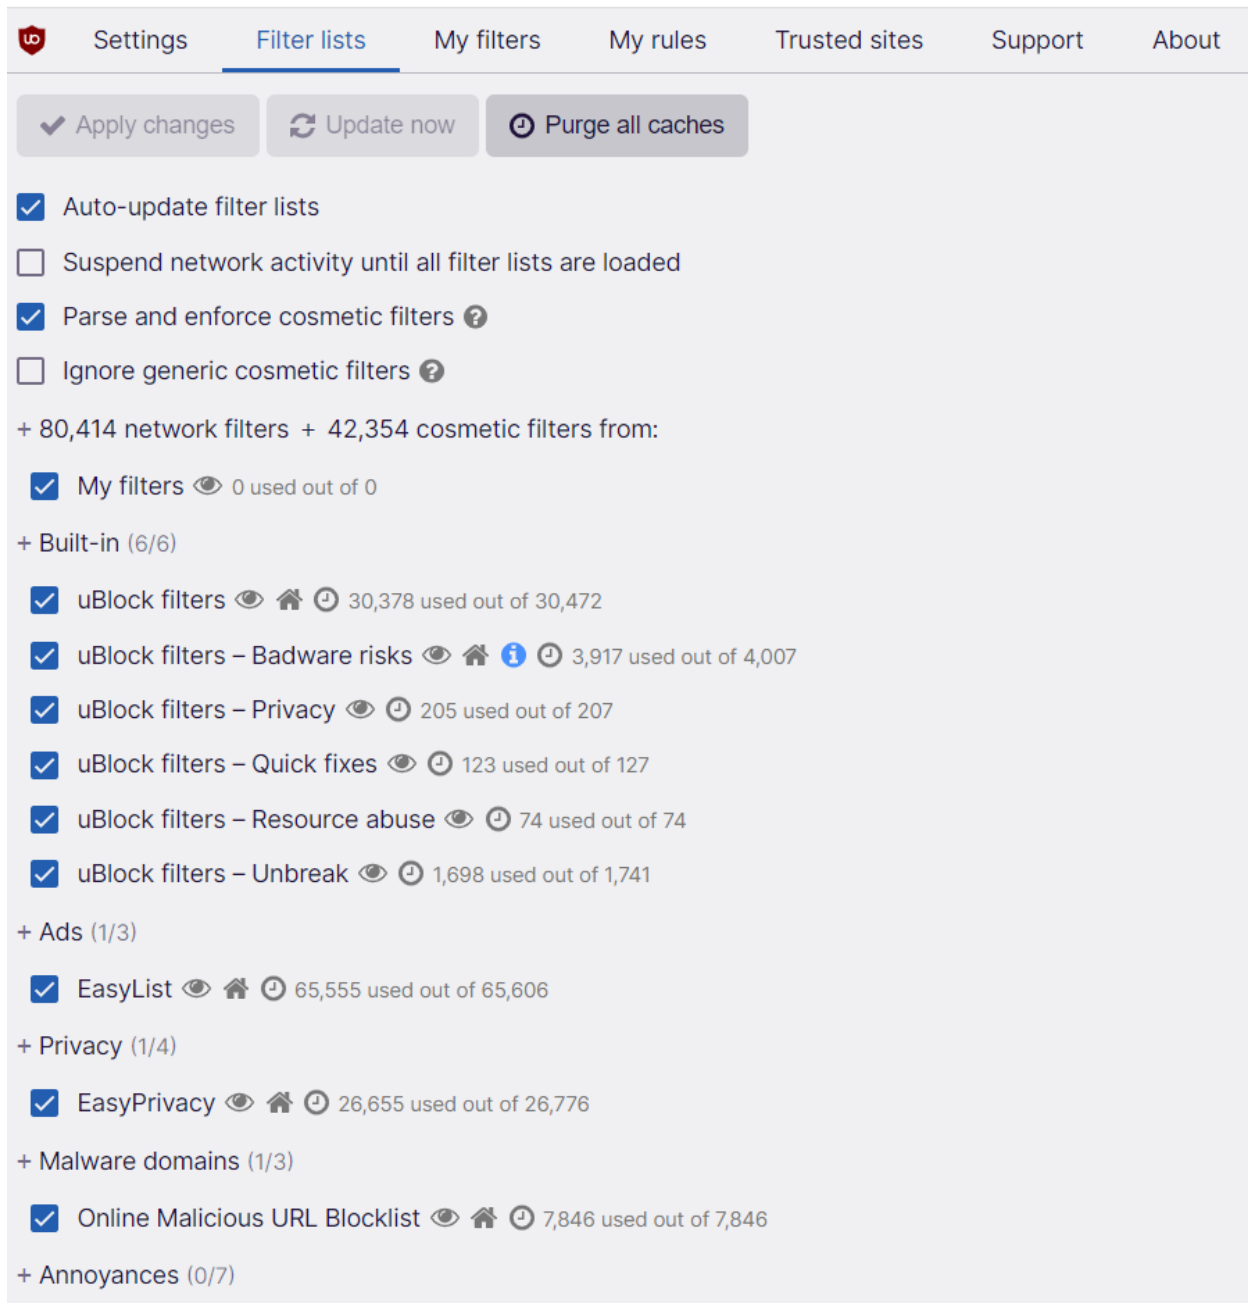 uo Settings Filter lists My filters My rules Trusted sites Support About
Apply changes Update now Purge all caches
Auto-update filter lists
Suspend network activity until all filter lists are loaded
Parse and enforce cosmetic filters ?
Ignore generic cosmetic filters ?
+ 80,414 network filters + 42,354 cosmetic filters from:
My filters 0 used out of 0
+ Built-in (6/6)
uBlock filters 30,378 used out of 30,472
uBlock filters – Badware risks i 3,917 used out of 4,007
uBlock filters – Privacy 205 used out of 207
uBlock filters – Quick fixes 123 used out of 127
uBlock filters – Resource abuse 74 used out of 74
uBlock filters – Unbreak 1,698 used out of 1,741
+ Ads (1/3)
EasyList 65,555 used out of 65,606
+ Privacy (1/4)
EasyPrivacy 26,655 used out of 26,776
+ Malware domains (1/3)
Online Malicious URL Blocklist 7,846 used out of 7,846
+ Annoyances (0/7)